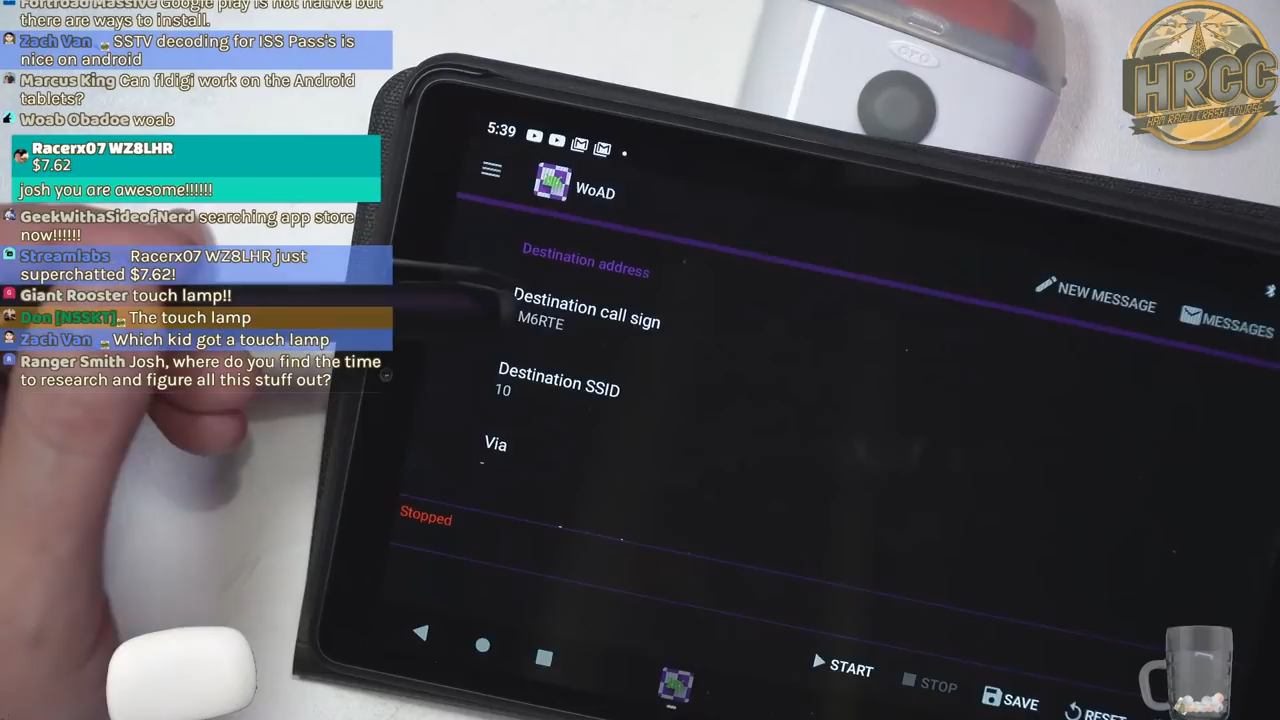 Fortroad Massive Google play is not native but
there are ways to install.
Zach Van SSTV decoding for ISS Pass's is
nice on android
Marcus King Can fldigi work on the Android
tablets?
Woab Obadoe woab
Racerx07 WZ8LHR
$7.62
josh you are awesome!!!!!!
GeekWithaSideofNerd searching app store
now!!!!!!
Streamlabs Racerx07 WZ8LHR just
superchatted $7.62!
Giant Rooster touch lamp!!
Don [N5SKT] The touch lamp
Zach Van Which kid got a touch lamp
Ranger Smith Josh, where do you find the time
to research and figure all this stuff out?
cro
HRCC
HAM RADIO CRASH COURSE
5:39
WoAD
NEW MESSAGE
MESSAGES
Destination address
Destination call sign
M6RTE
Destination SSID
10
Via
-
Stopped
START
STOP
SAVE
RESET